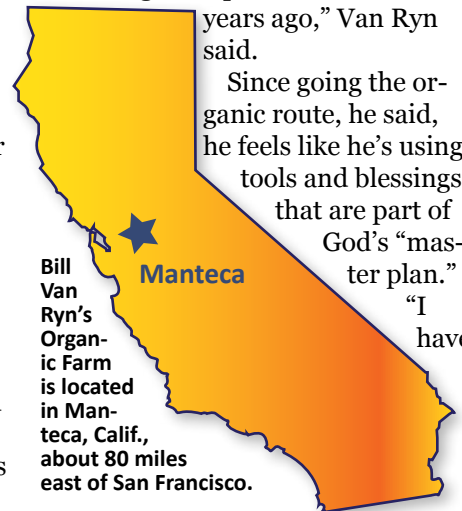 years ago,” Van Ryn
said.
Since going the or-
ganic route, he said,
he feels like he’s using
tools and blessings
that are part of
God’s “mas-
ter plan.”
“I
have
Manteca
Bill
Van
Ryn’s
Organ-
ic Farm
is located
in Man-
teca, Calif.,
about 80 miles
east of San Francisco.